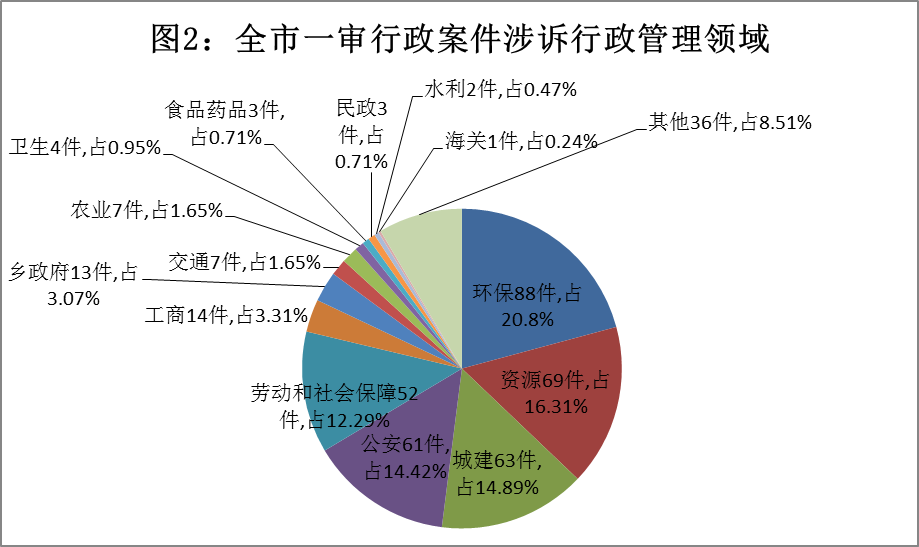 图2：全市一审行政案件涉诉行政管理领域
水利2件,占0.47%
食品药品3件,
占0.71%
民政3
件,占
0.71%
其他36件,占8.51%
海关1件,占0.24%
卫生4件,占0.95%
农业7件,占1.65%
交通7件,占1.65%
乡政府13件,占
3.07%
工商14件,占3.31%
环保88件,占
20.8%
资源69件,占
16.31%
劳动和社会保障52
件,占12.29%
公安61件,
占14.42%
城建63件,
占14.89%